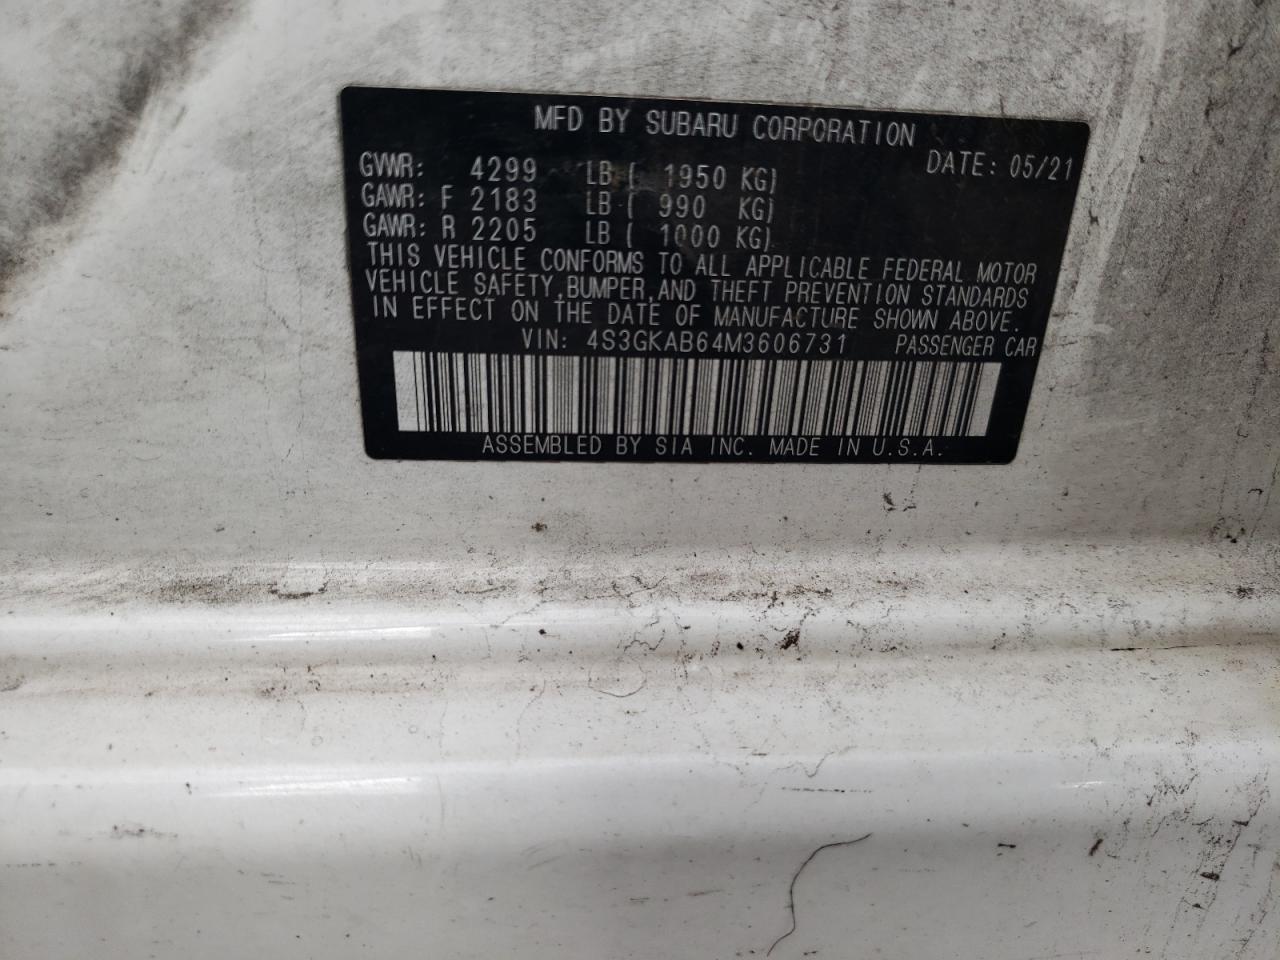 MFD BY SUBARU CORPORATION
DATE: 05/21
GVWR: 4299 LB ( 1950 KG)
GAWR: F 2183 LB ( 990 KG)
GAWR: R 2205 LB ( 1000 KG)
THIS VEHICLE CONFORMS TO ALL APPLICABLE FEDERAL MOTOR
VEHICLE SAFETY,BUMPER,AND THEFT PREVENTION STANDARDS
IN EFFECT ON THE DATE OF MANUFACTURE SHOWN ABOVE.
VIN: 4S3GKAB64M3606731 PASSENGER CAR
ASSEMBLED BY SIA INC. MADE IN U.S.A.